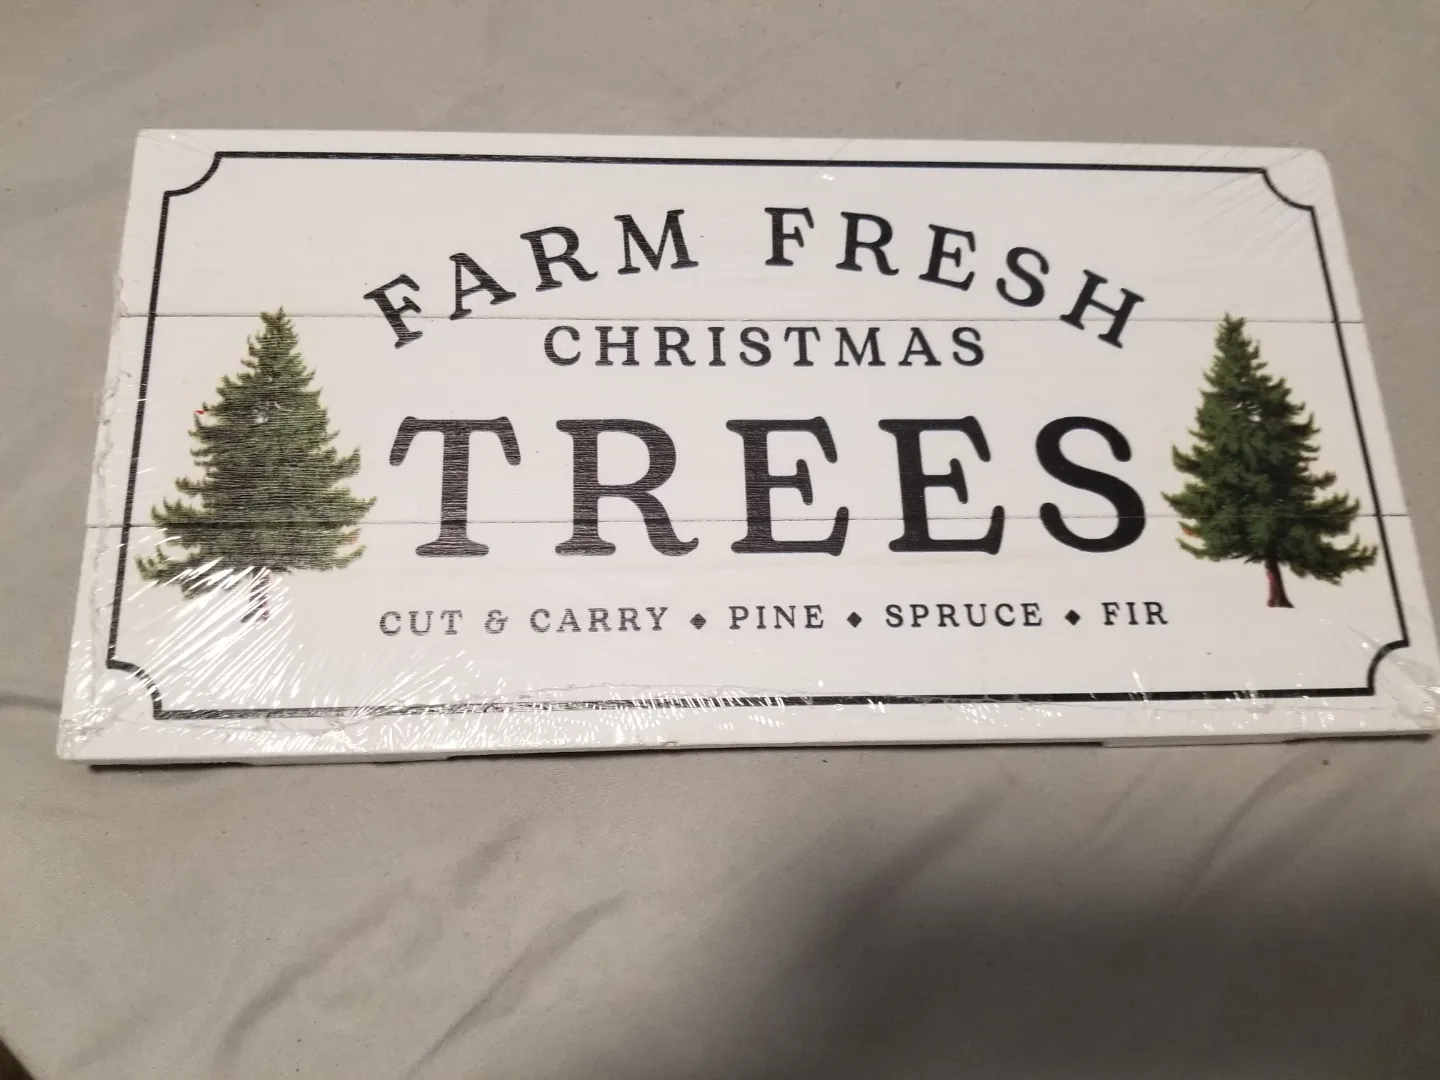 FARM FRESH
CHRISTMAS
TREES
CUT & CARRY ◆ PINE ◆ SPRUCE ◆ FIR